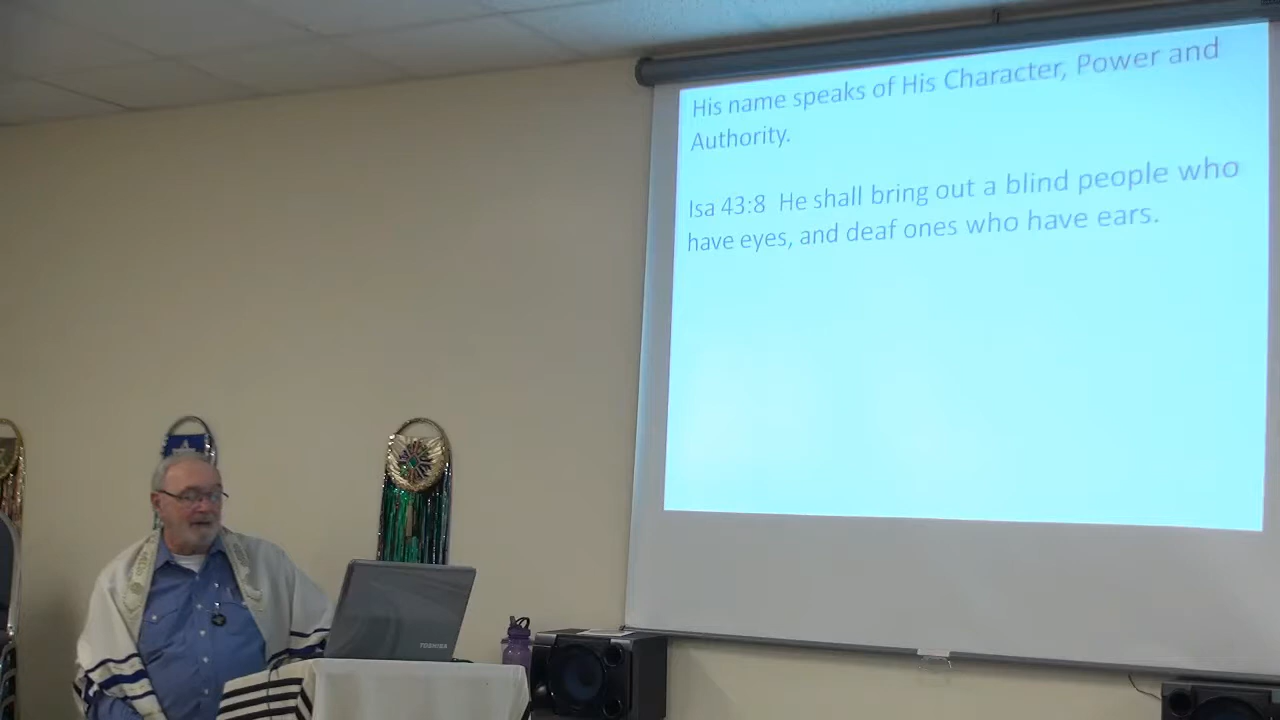 His name speaks of His Character, Power and
Authority.
Isa 43:8 He shall bring out a blind people who
have eyes, and deaf ones who have ears.
TOSHIBA